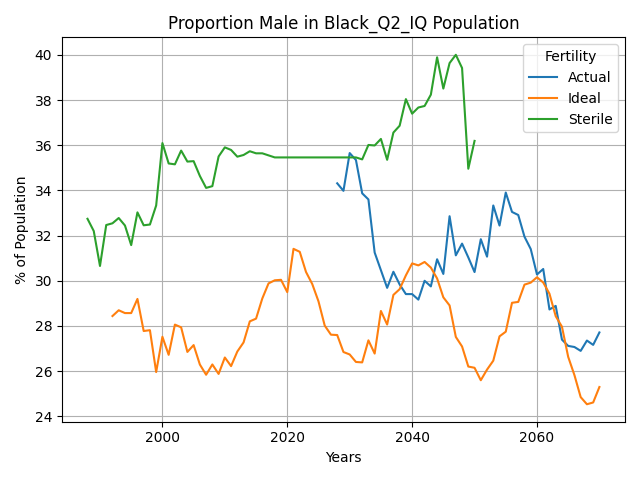 Proportion Male in Black_Q2_IQ Population
% of Population
40
38
36
34
32
30
28
26
24
Fertility
Actual
Ideal
Sterile
2000
2020
2040
2060
Years